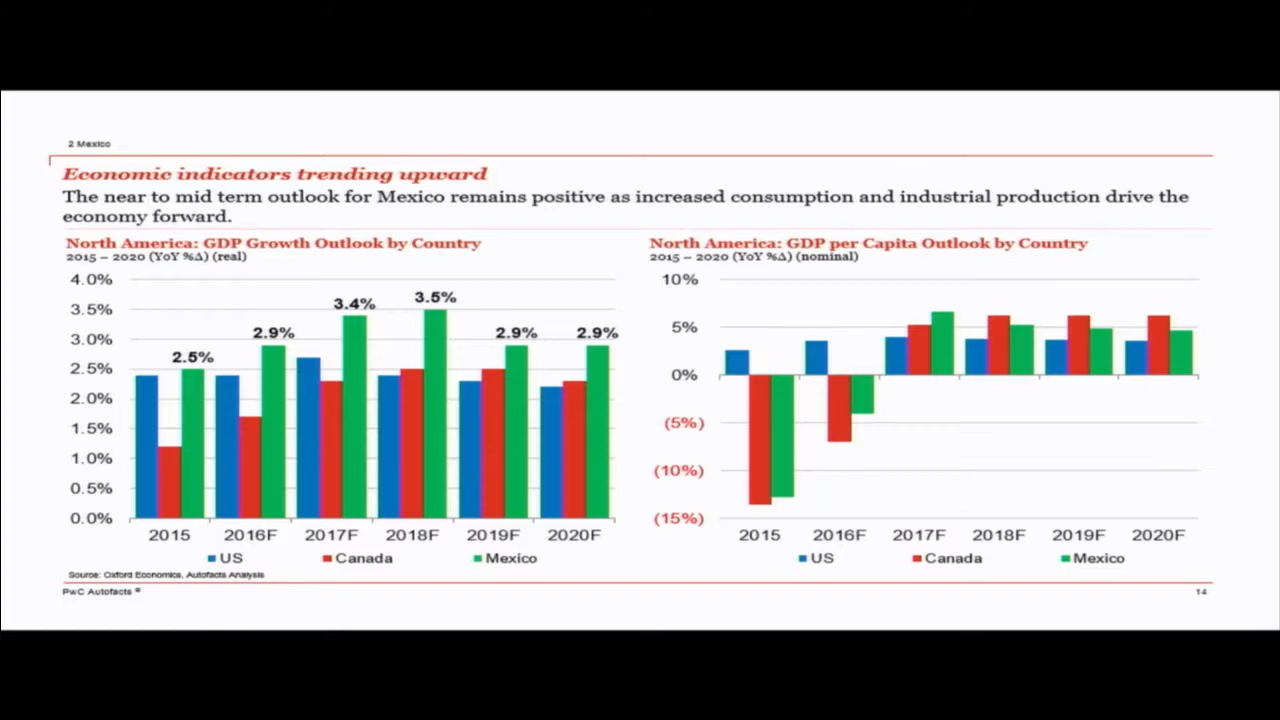 2 Mexico
Economic indicators trending upward
The near to mid term outlook for Mexico remains positive as increased consumption and industrial production drive the
economy forward.
North America: GDP Growth Outlook by Country
2015 – 2020 (YoY %Δ) (real)
4.0%
3.5%
3.0%
2.5%
2.0%
1.5%
1.0%
0.5%
0.0%
2.5%
2.9%
3.4%
3.5%
2.9%
2.9%
2015 2016F 2017F 2018F 2019F 2020F
US Canada Mexico
North America: GDP per Capita Outlook by Country
2015 – 2020 (YoY %Δ) (nominal)
10%
5%
0%
(5%)
(10%)
(15%)
2015 2016F 2017F 2018F 2019F 2020F
US Canada Mexico
Source: Oxford Economics, Autofacts Analysis
PwC Autofacts ®
14